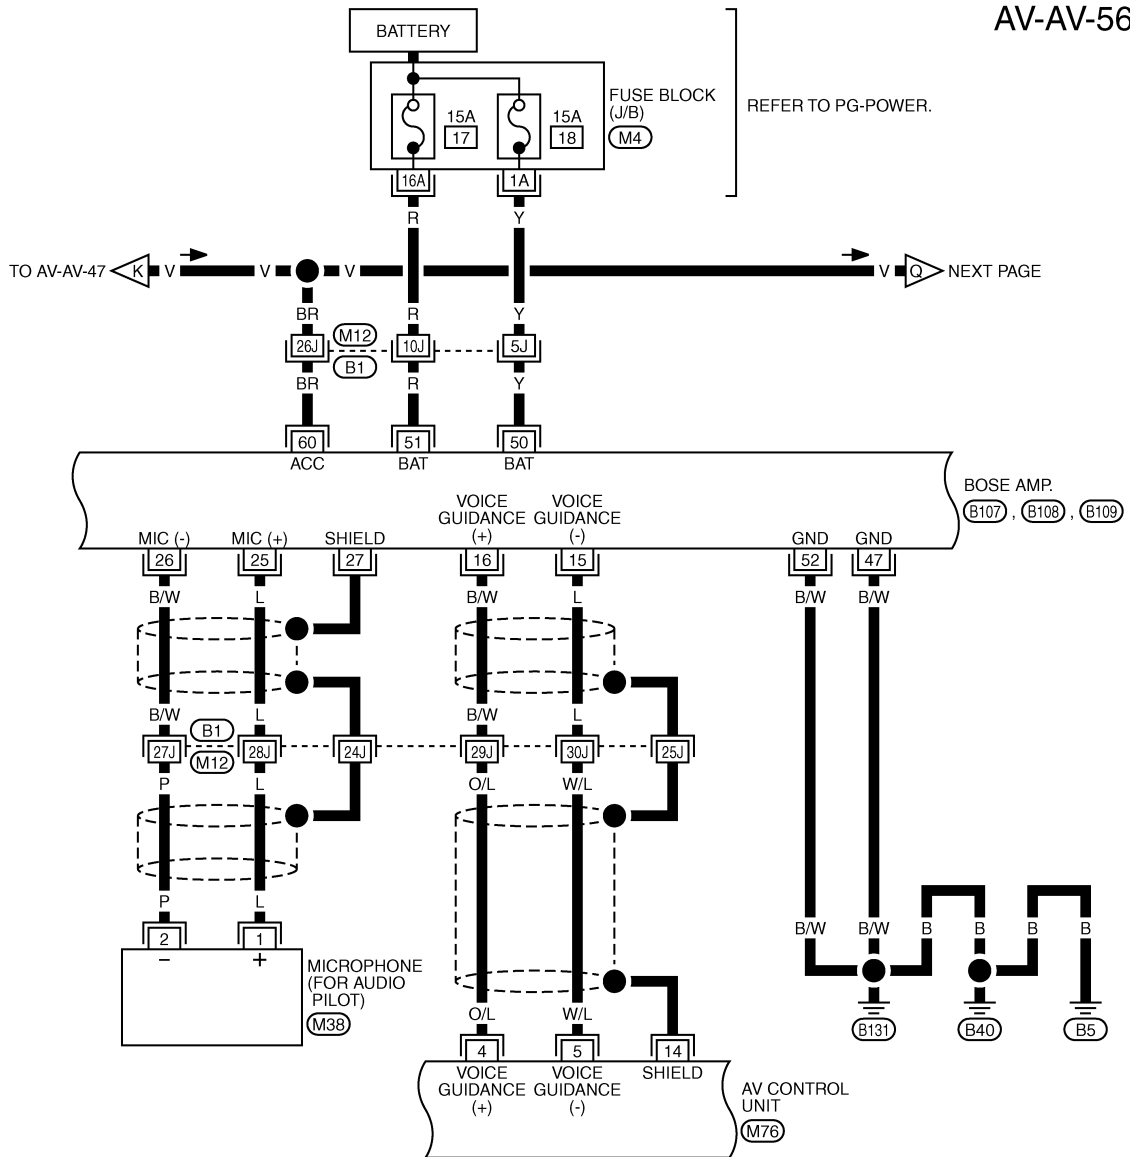 AV-AV-56
BATTERY
FUSE BLOCK
(J/B)
M4
15A
17
15A
18
REFER TO PG-POWER.
16A
1A
R
Y
TO AV-AV-47
K
V
V
V
V
Q
NEXT PAGE
BR
R
Y
M12
26J
10J
5J
B1
BR
R
Y
60
51
50
ACC
BAT
BAT
BOSE AMP.
B107 , B108 , B109
VOICE GUIDANCE (+)
VOICE GUIDANCE (-)
MIC (-)
MIC (+)
SHIELD
GND
GND
26
25
27
16
15
52
47
B/W
L
B/W
L
B/W
B/W
B/W
L
B/W
L
B1
27J
28J
24J
29J
30J
25J
M12
P
L
O/L
W/L
P
L
B/W
B/W
B
B
B
B
2
1
-
+
MICROPHONE
(FOR AUDIO
PILOT)
M38
B131
B40
B5
O/L
W/L
4
5
14
VOICE GUIDANCE (+)
VOICE GUIDANCE (-)
SHIELD
AV CONTROL
UNIT
M76